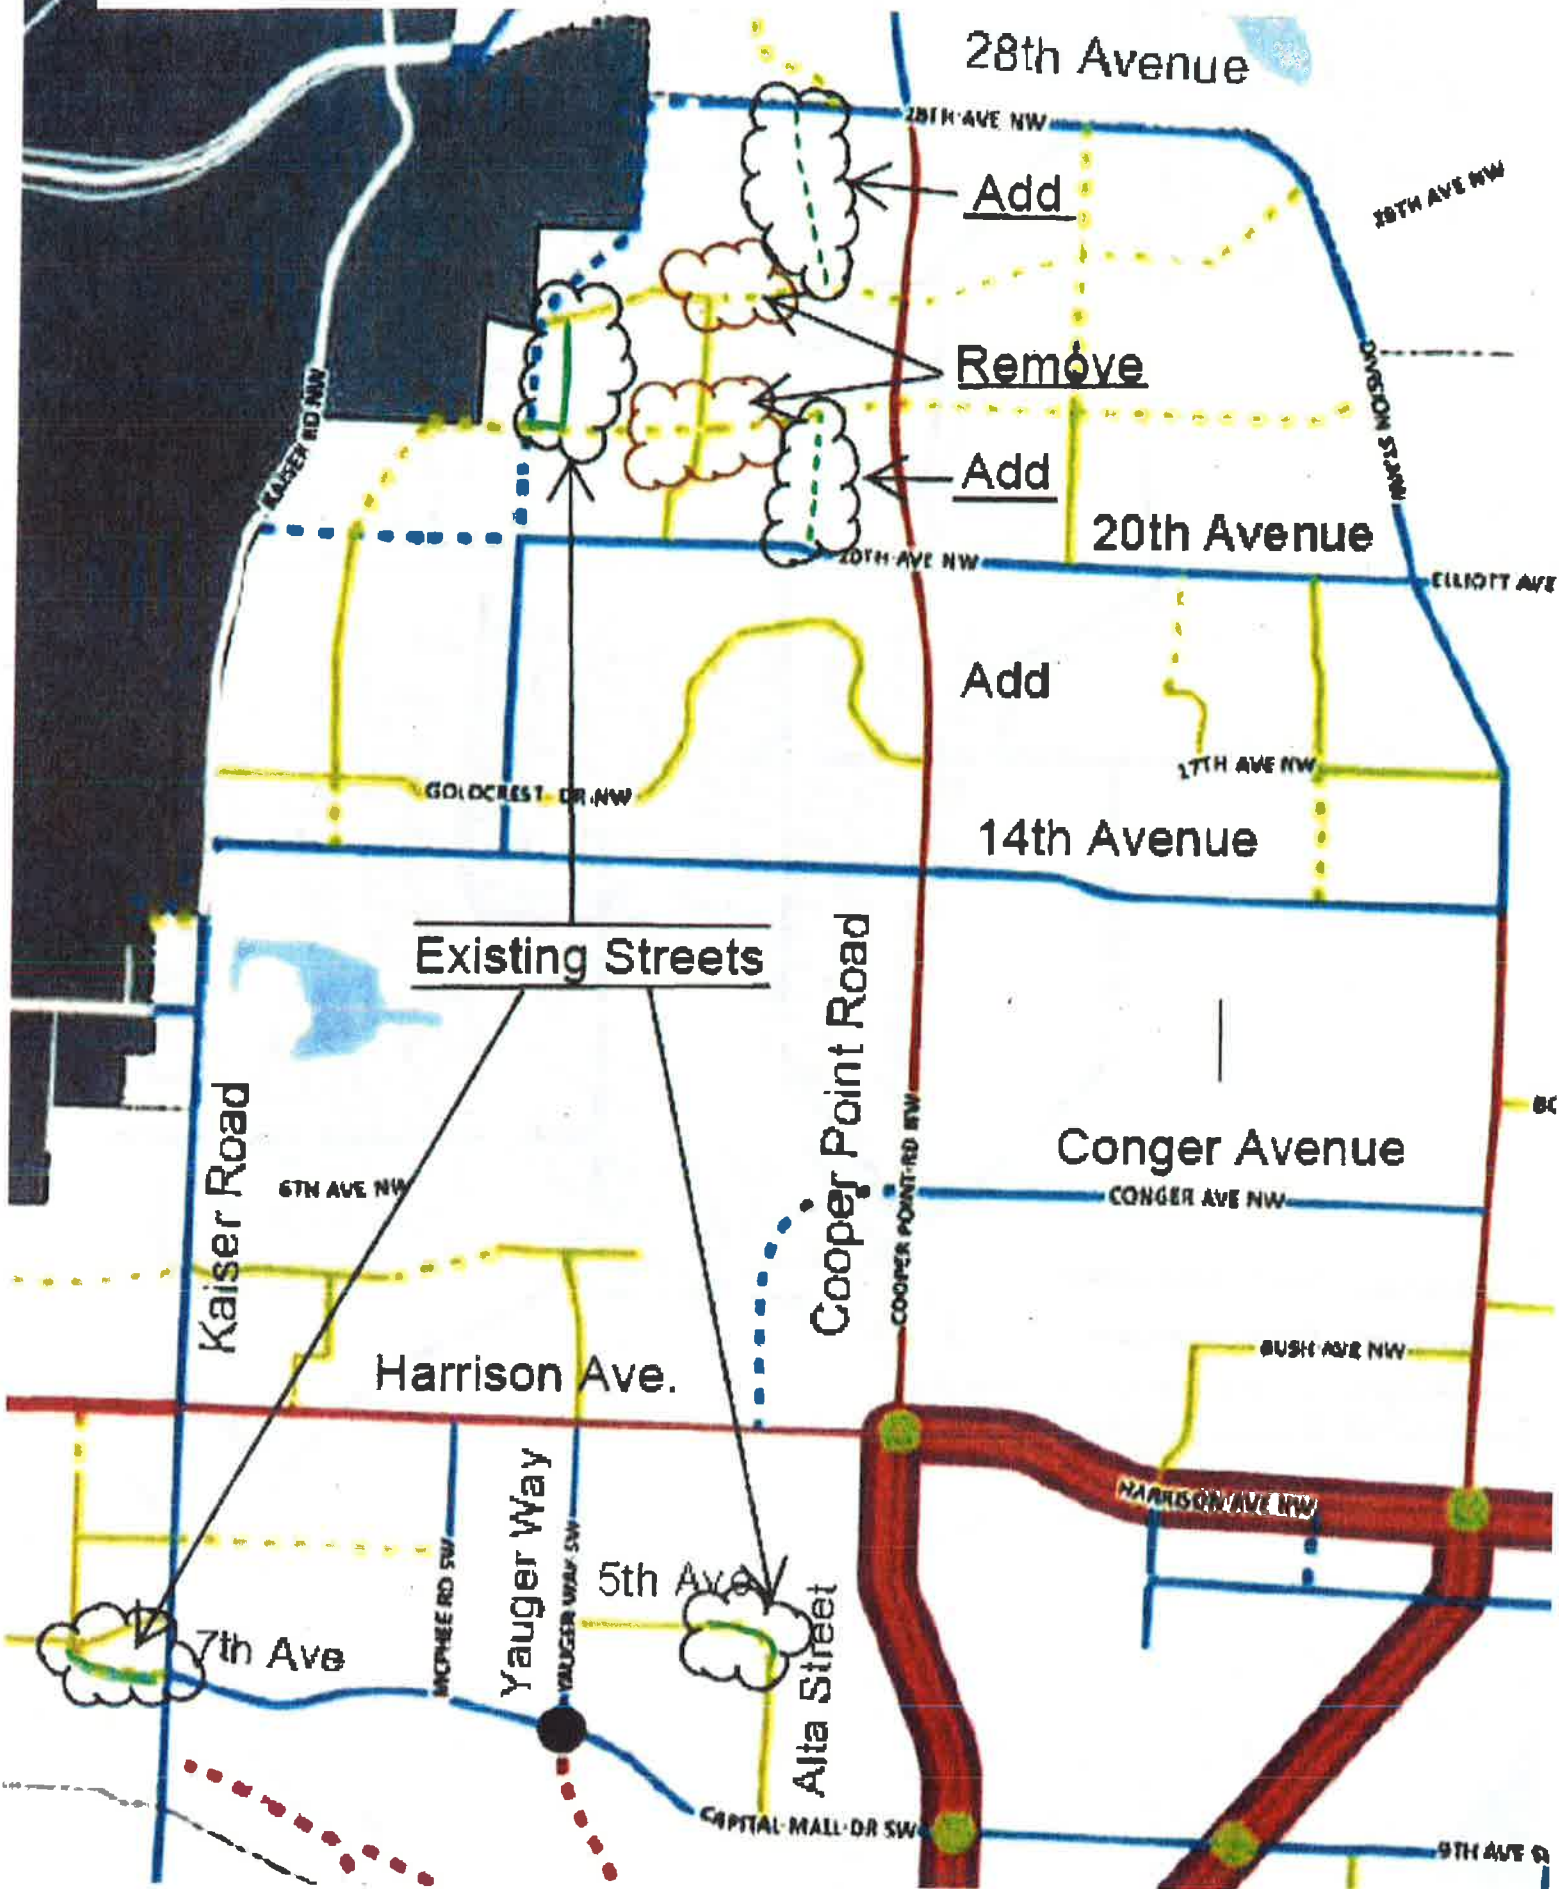 28th Avenue
28TH AVE NW
28TH AVE NW
Add
Remove
KAISER RD NW
DIVISION ST NW
Add
20th Avenue
20TH AVE NW
ELLIOTT AVE
Add
17TH AVE NW
GOLDCREST DR NW
14th Avenue
Existing Streets
Cooper Point Road
Kaiser Road
COOPER POINT RD NW
Conger Avenue
6TH AVE NW
CONGER AVE NW
BUSH AVE NW
Harrison Ave.
HARRISON AVE NW
Yauger Way
MCPHEE RD SW
YAUGER WAY SW
5th Ave
7th Ave
Alta Street
CAPITAL MALL DR SW
9TH AVE